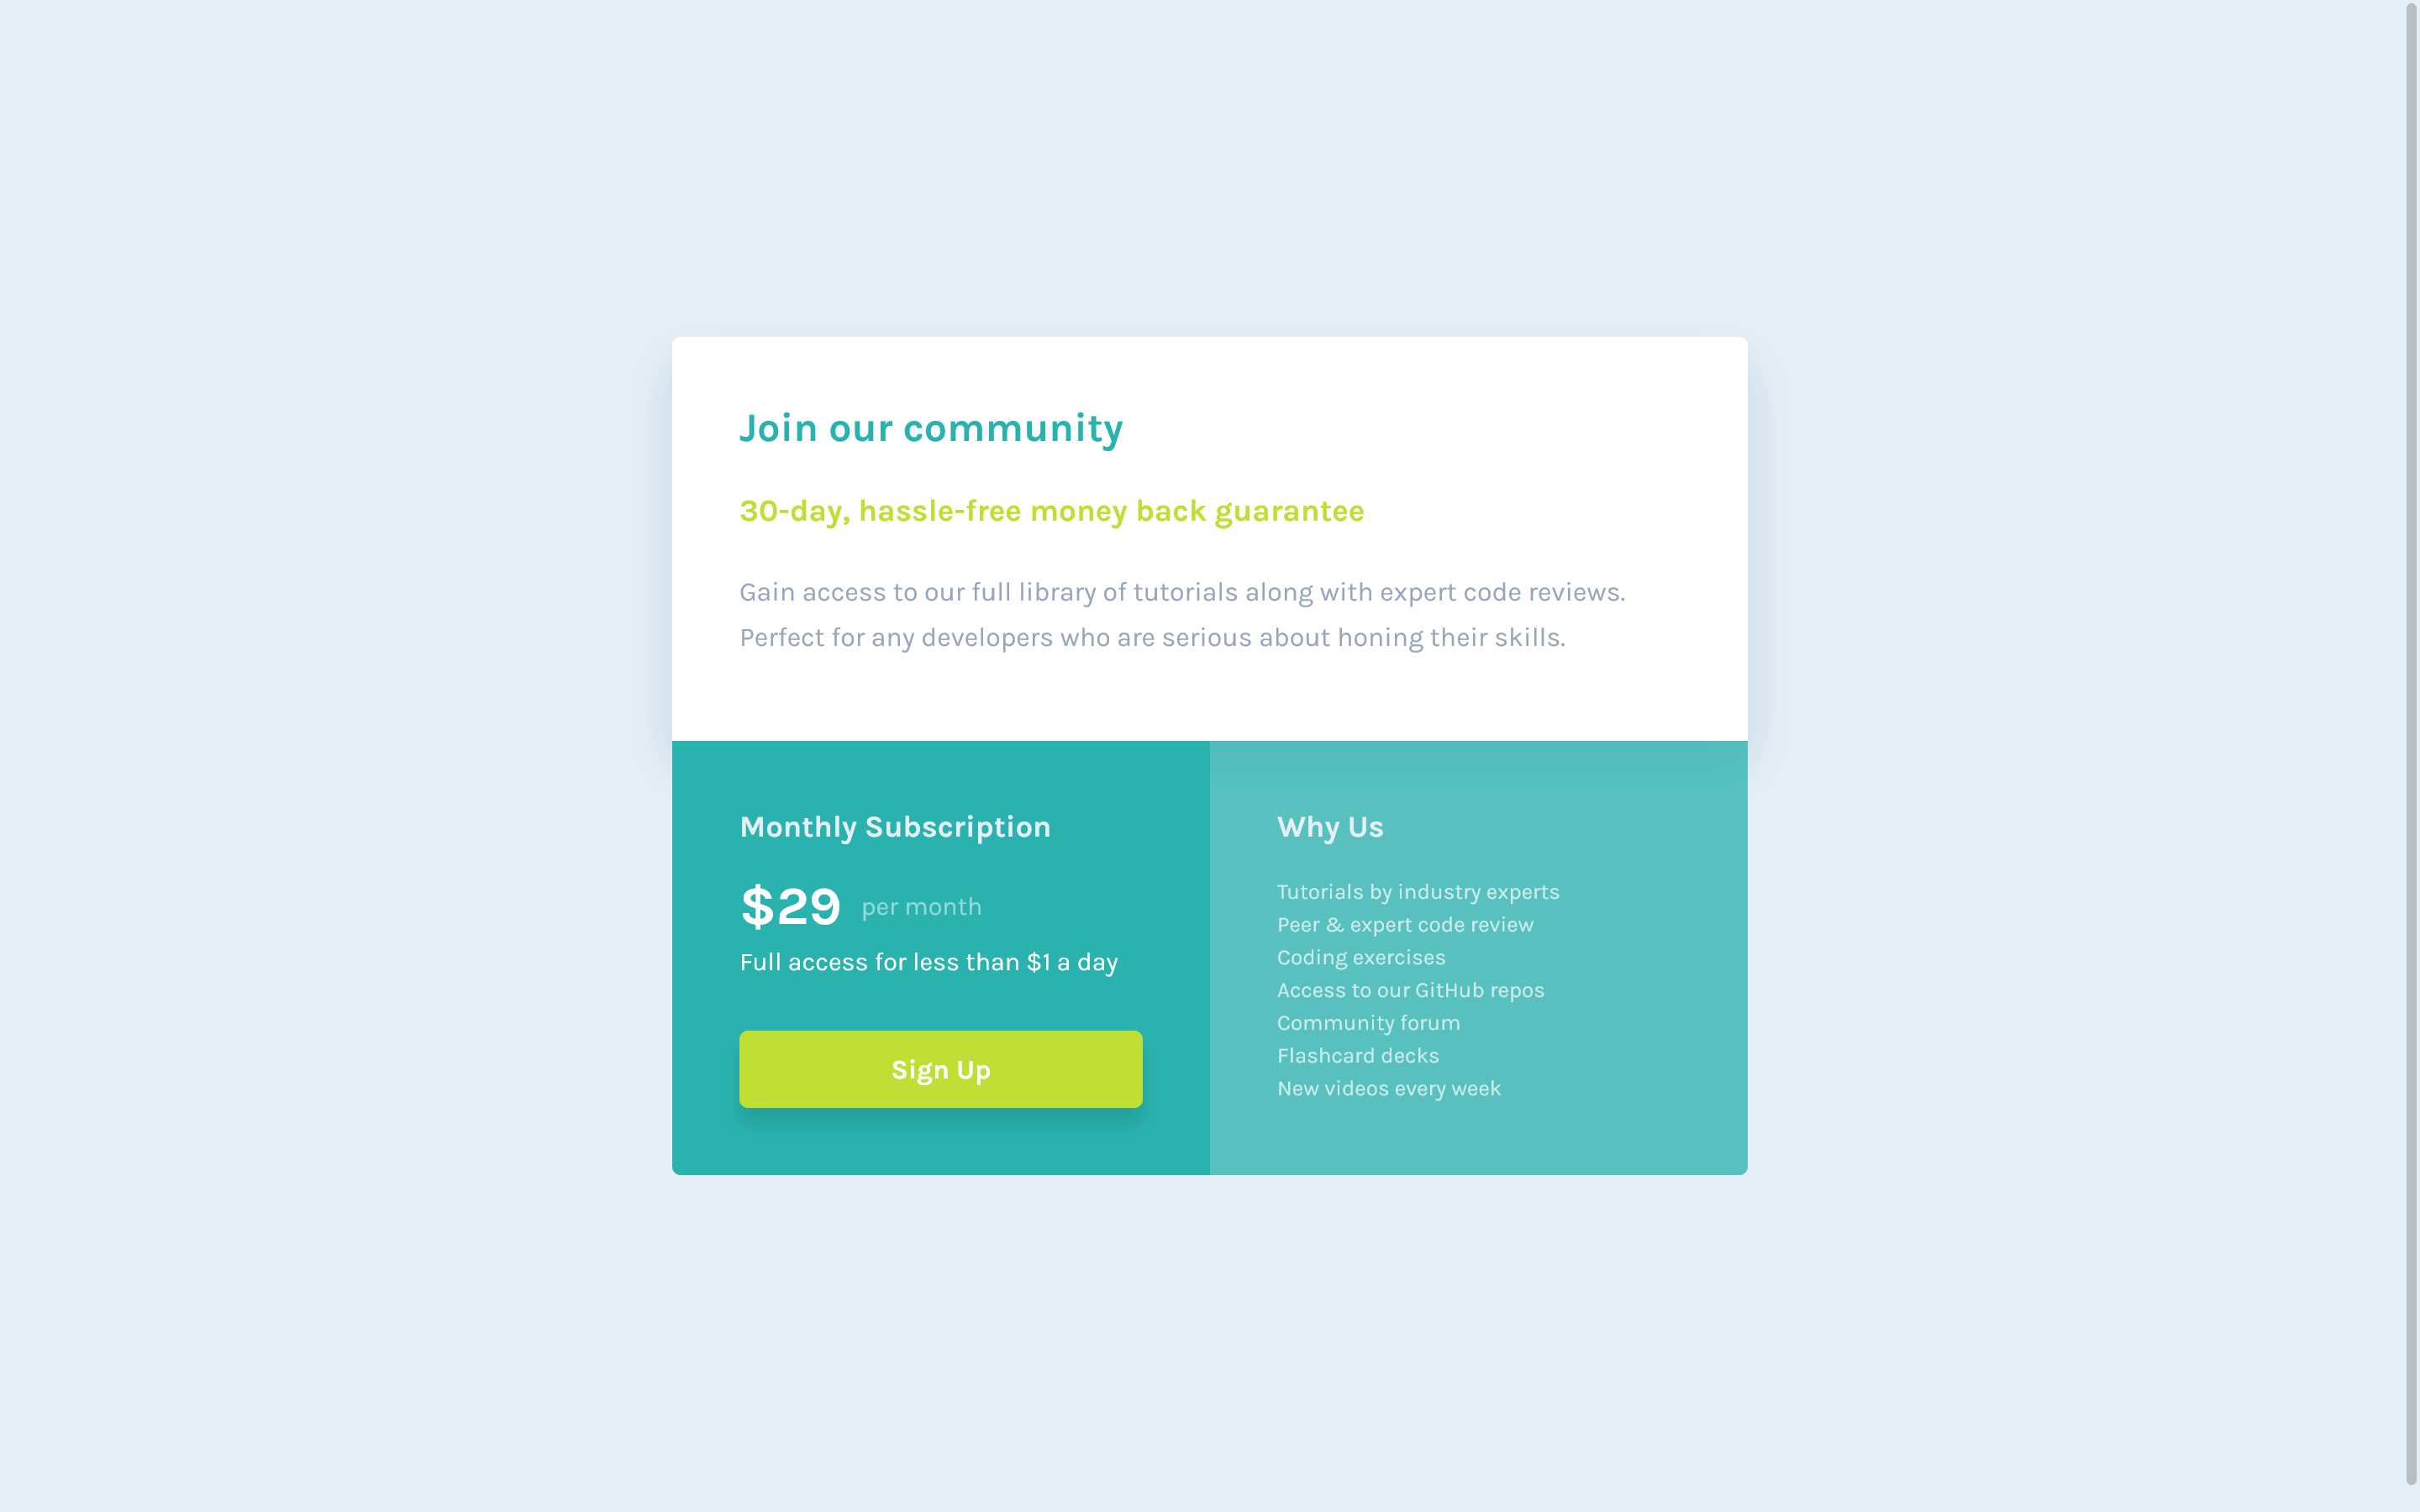 Join our community
30-day, hassle-free money back guarantee
Gain access to our full library of tutorials along with expert code reviews.
Perfect for any developers who are serious about honing their skills.
Monthly Subscription
$29 per month
Full access for less than $1 a day
Sign Up
Why Us
Tutorials by industry experts
Peer & expert code review
Coding exercises
Access to our GitHub repos
Community forum
Flashcard decks
New videos every week